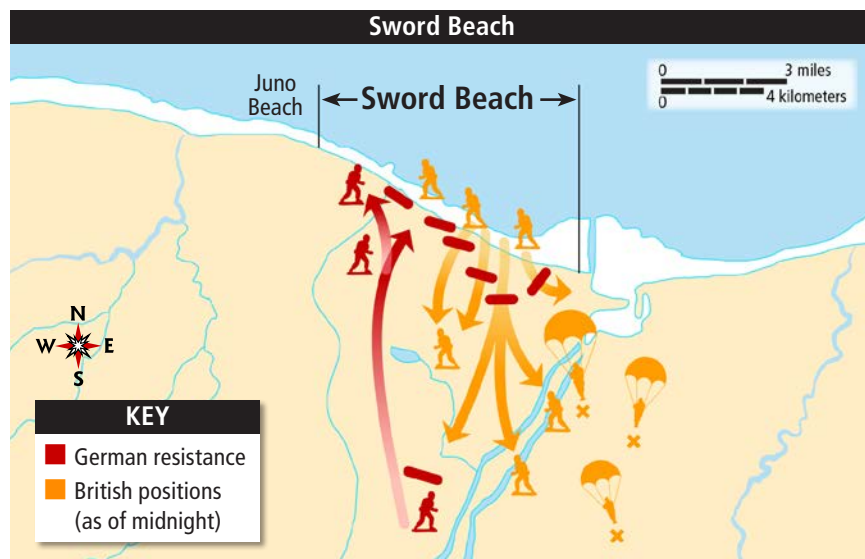 Sword Beach
Juno
Beach
Sword Beach
0 3 miles
0 4 kilometers
N
W E
S
KEY
German resistance
British positions
(as of midnight)